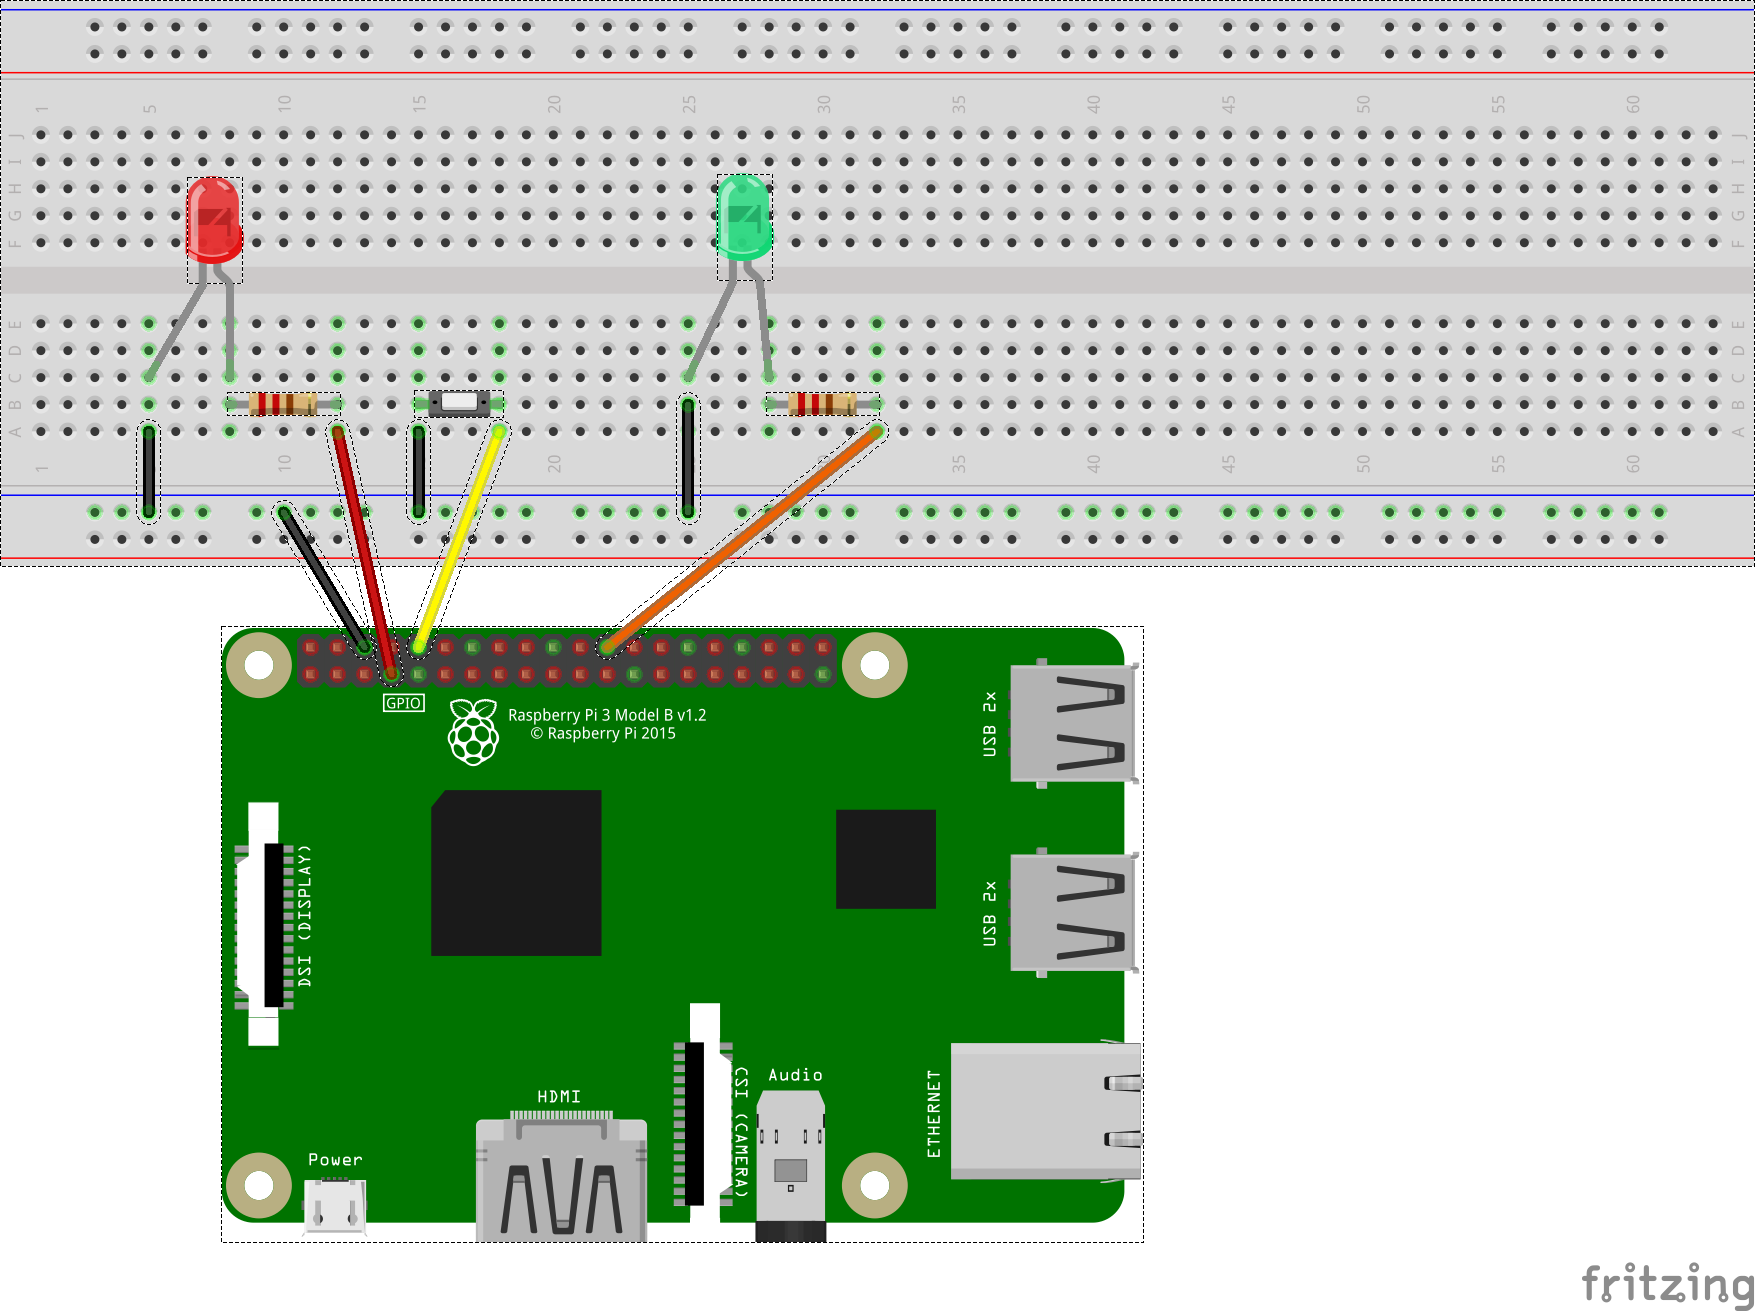 1 5 10 15 20 25 30 35 40 45 50 55 60
J J
I I
H H
G G
F F
E E
D D
C C
B B
A A
1 10 20 35 40 45 50 55 60
GPIO
Raspberry Pi 3 Model B v1.2
© Raspberry Pi 2015
USB 2x
DSI (DISPLAY)
USB 2x
HDMI
CSI (CAMERA)
Audio
ETHERNET
Power
fritzing